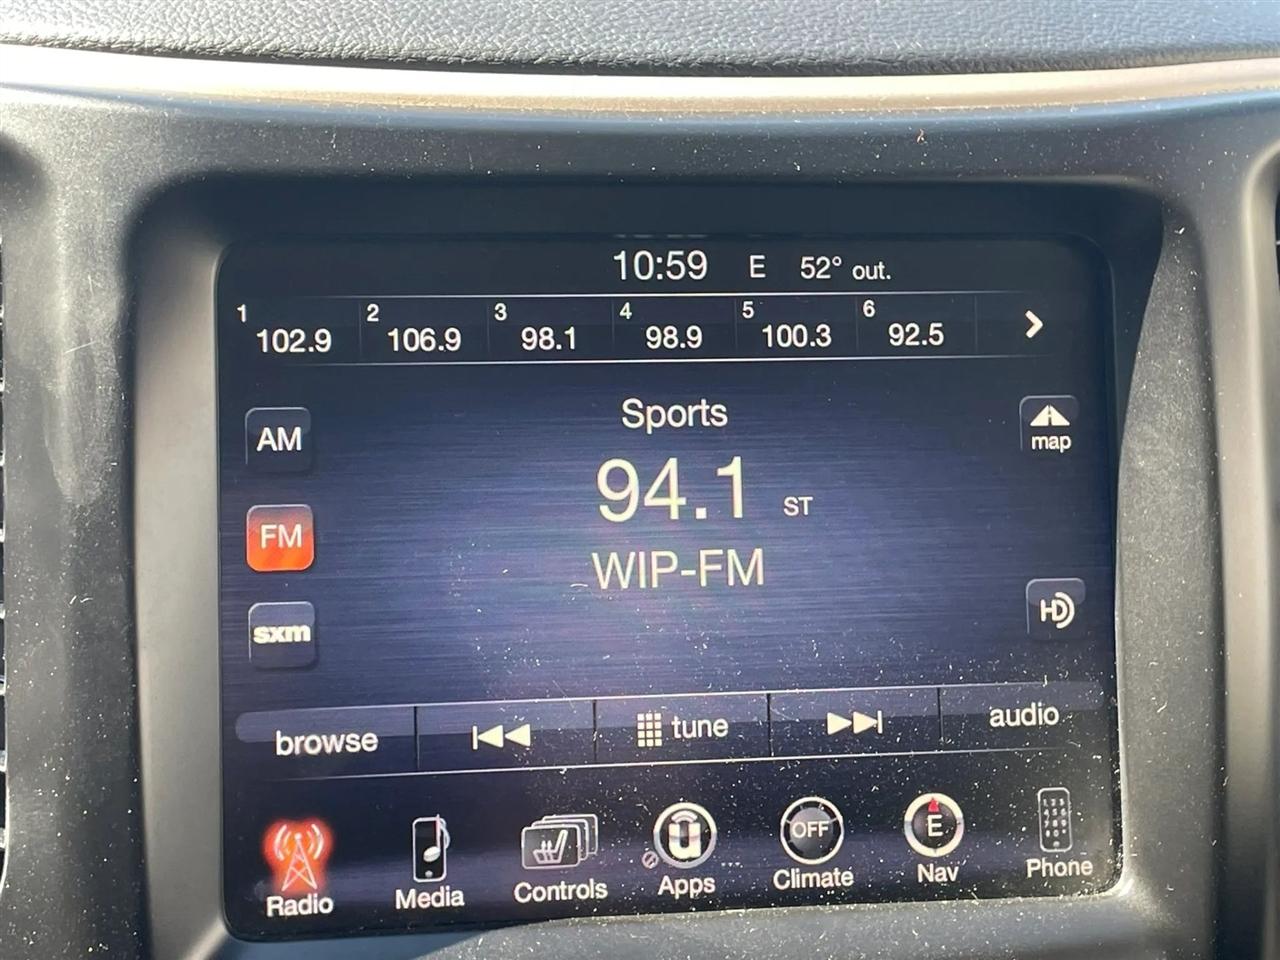 10:59 E 52° out.
1 102.9 2 106.9 3 98.1 4 98.9 5 100.3 6 92.5
Sports
AM
map
94.1 ST
FM
WIP-FM
HD
sxm
browse tune audio
OFF E
Radio Media Controls Apps Climate Nav Phone